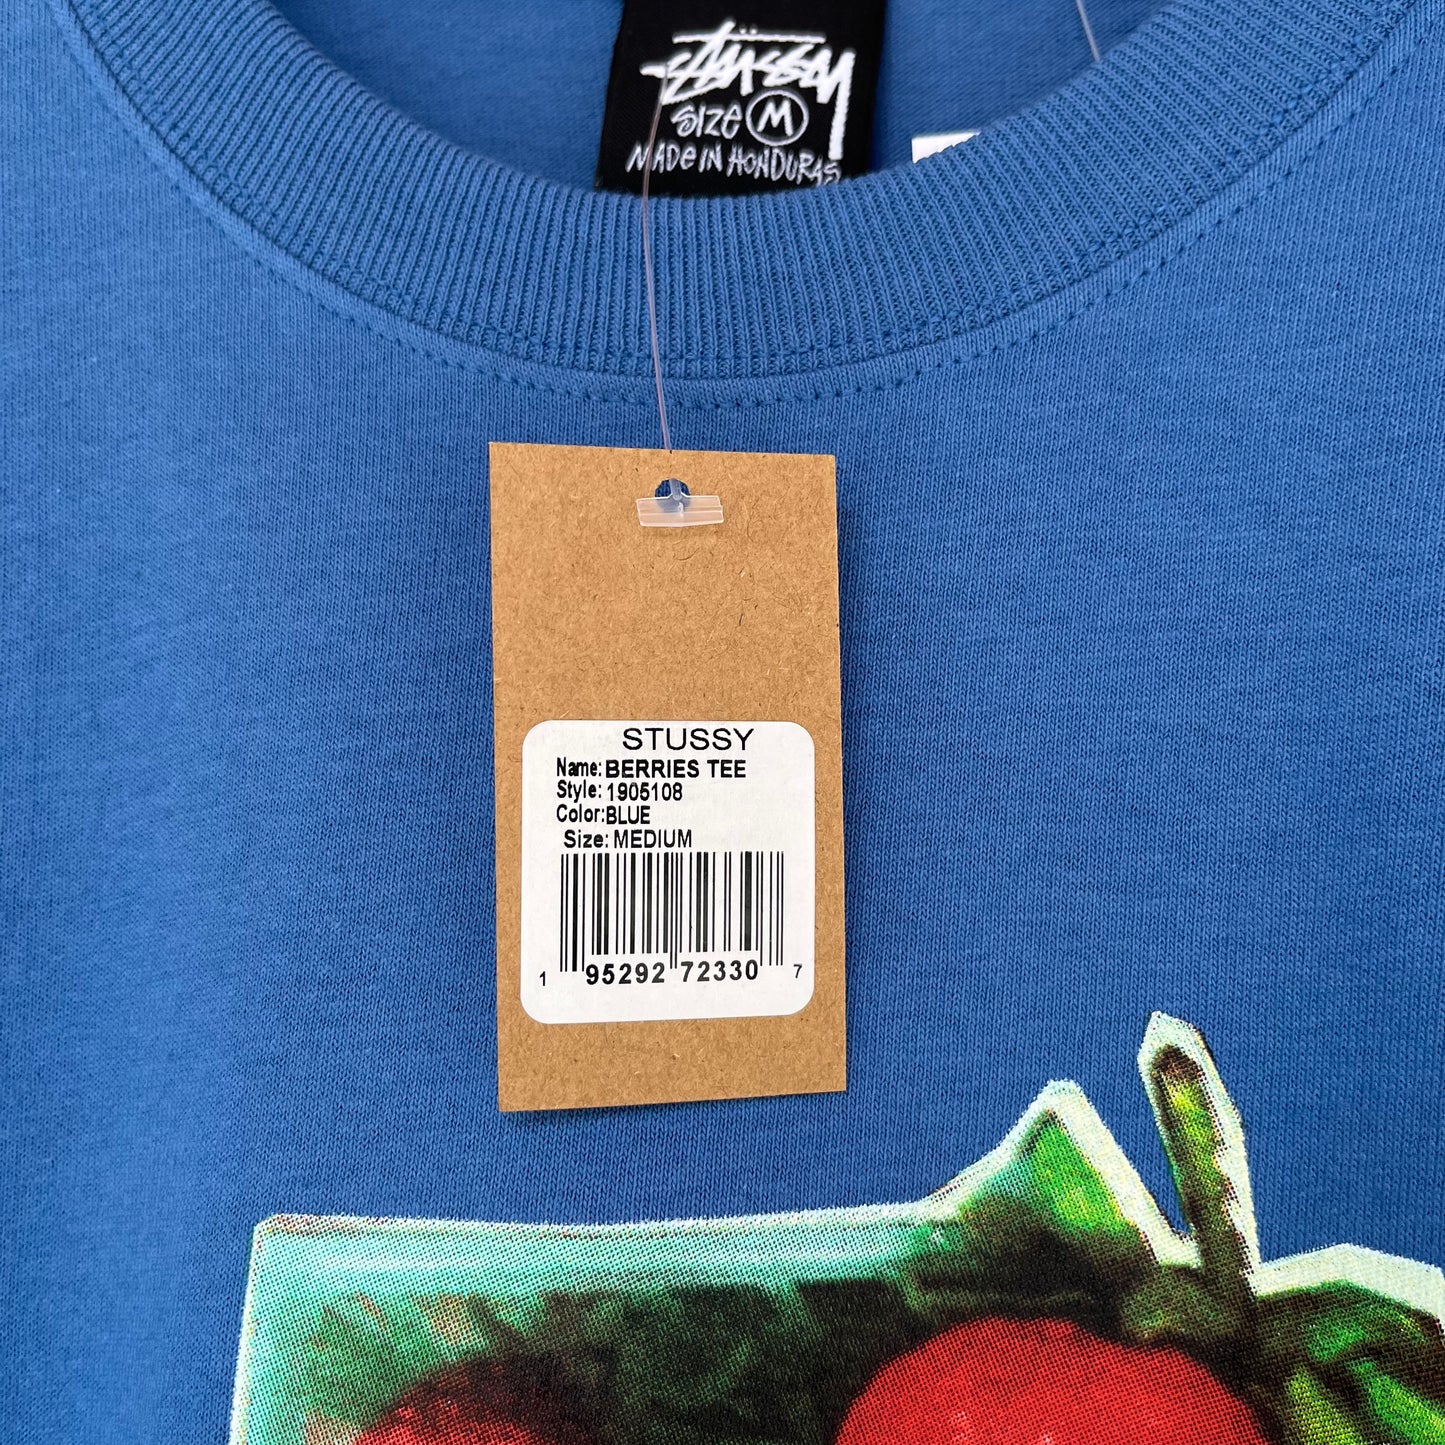 STÜSSY
SIZE M
MADE IN HONDURAS
STUSSY
Name: BERRIES TEE
Style: 1905108
Color: BLUE
Size: MEDIUM
1 95292 72330 7